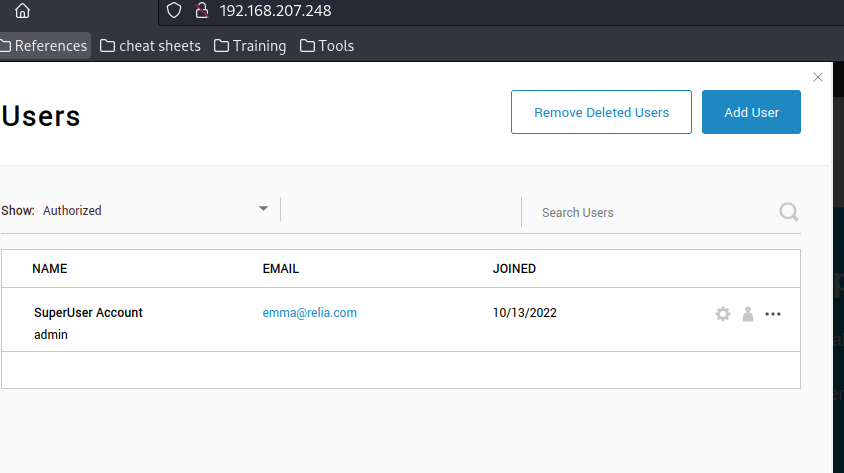 192.168.207.248
References cheat sheets Training Tools
Users
Remove Deleted Users Add User
Show: Authorized Search Users
NAME EMAIL JOINED
SuperUser Account emma@relia.com 10/13/2022
admin